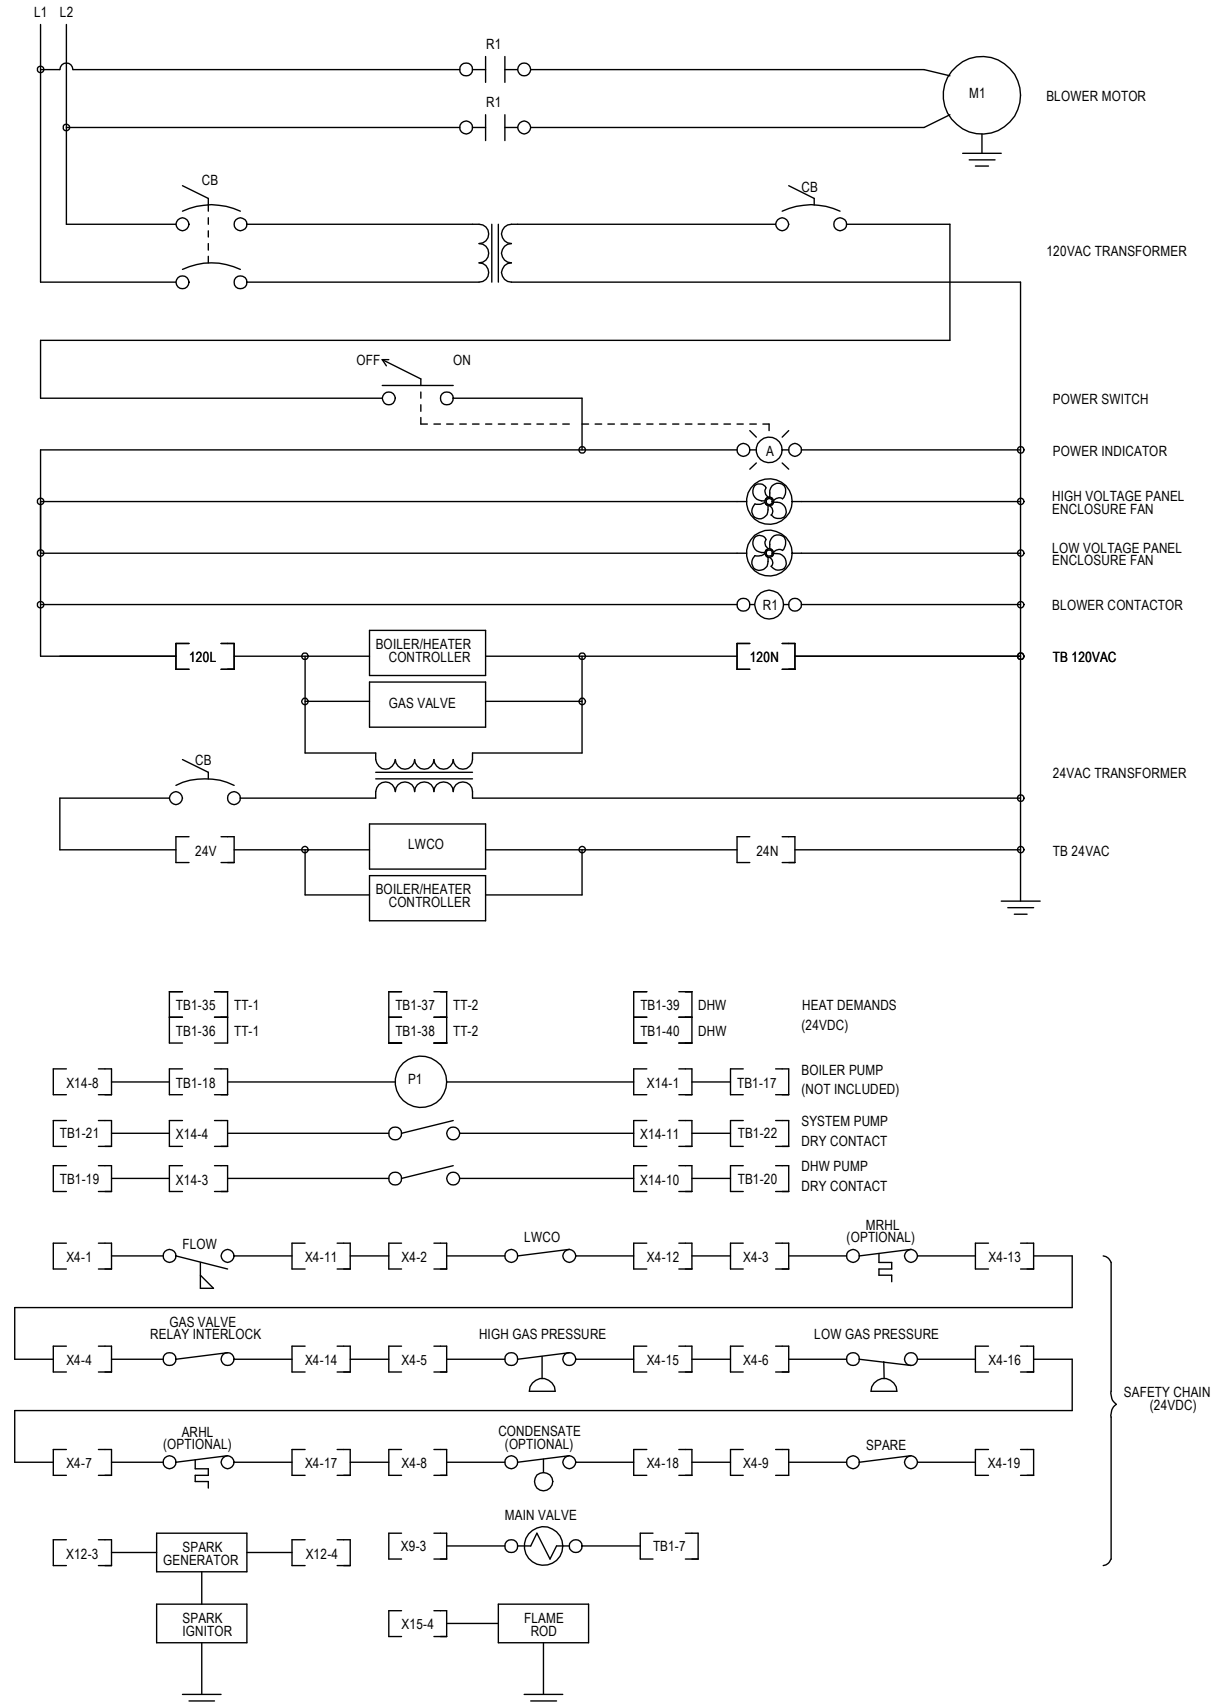 L1 L2
R1
M1
BLOWER MOTOR
R1
CB
CB
120VAC TRANSFORMER
OFF ON
POWER SWITCH
A
POWER INDICATOR
HIGH VOLTAGE PANEL
ENCLOSURE FAN
LOW VOLTAGE PANEL
ENCLOSURE FAN
R1
BLOWER CONTACTOR
120L
BOILER/HEATER
CONTROLLER
120N
TB 120VAC
GAS VALVE
CB
24VAC TRANSFORMER
24V
LWCO
24N
TB 24VAC
BOILER/HEATER
CONTROLLER
TB1-35 TT-1 TB1-37 TT-2 TB1-39 DHW HEAT DEMANDS
TB1-36 TT-1 TB1-38 TT-2 TB1-40 DHW (24VDC)
X14-8 TB1-18 P1 X14-1 TB1-17
BOILER PUMP
(NOT INCLUDED)
TB1-21 X14-4 X14-11 TB1-22
SYSTEM PUMP
DRY CONTACT
TB1-19 X14-3 X14-10 TB1-20
DHW PUMP
DRY CONTACT
X4-1 FLOW X4-11 X4-2 LWCO X4-12 X4-3
MRHL
(OPTIONAL)
X4-13
X4-4
GAS VALVE
RELAY INTERLOCK
X4-14 X4-5
HIGH GAS PRESSURE
X4-15 X4-6
LOW GAS PRESSURE
X4-16
SAFETY CHAIN
(24VDC)
X4-7
ARHL
(OPTIONAL)
X4-17 X4-8
CONDENSATE
(OPTIONAL)
X4-18 X4-9
SPARE
X4-19
X12-3
SPARK
GENERATOR
X12-4
X9-3
MAIN VALVE
TB1-7
SPARK
IGNITOR
X15-4
FLAME
ROD